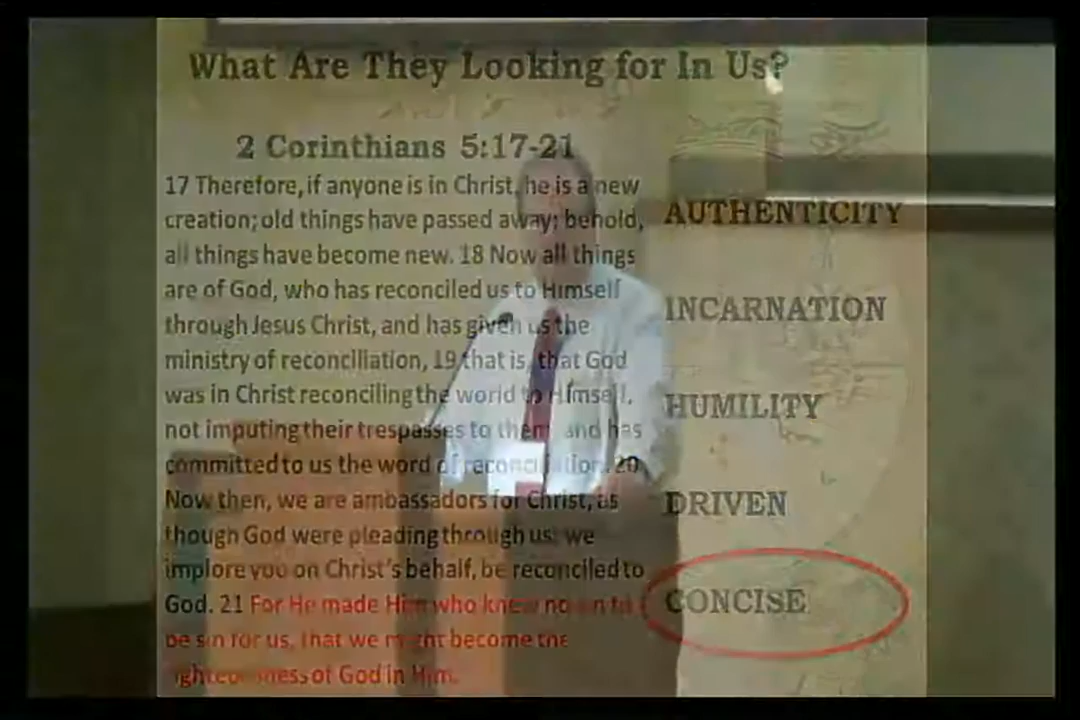 What Are They Looking for In Us?
2 Corinthians 5:17-21
17 Therefore, if anyone is in Christ, he is a new
creation; old things have passed away; behold,
all things have become new. 18 Now all things
are of God, who has reconciled us to Himself
through Jesus Christ, and has given us the
ministry of reconciliation, 19 that is, that God
was in Christ reconciling the world to Himself,
not imputing their trespasses to them and has
committed to us the word of reconciliation. 20
Now then, we are ambassadors for Christ, as
though God were pleading through us: we
implore you on Christ's behalf, be reconciled to
God. 21 For He made Him who knew no sin to
be sin for us, that we might become the
righteousness of God in Him.
AUTHENTICITY
INCARNATION
HUMILITY
DRIVEN
CONCISE